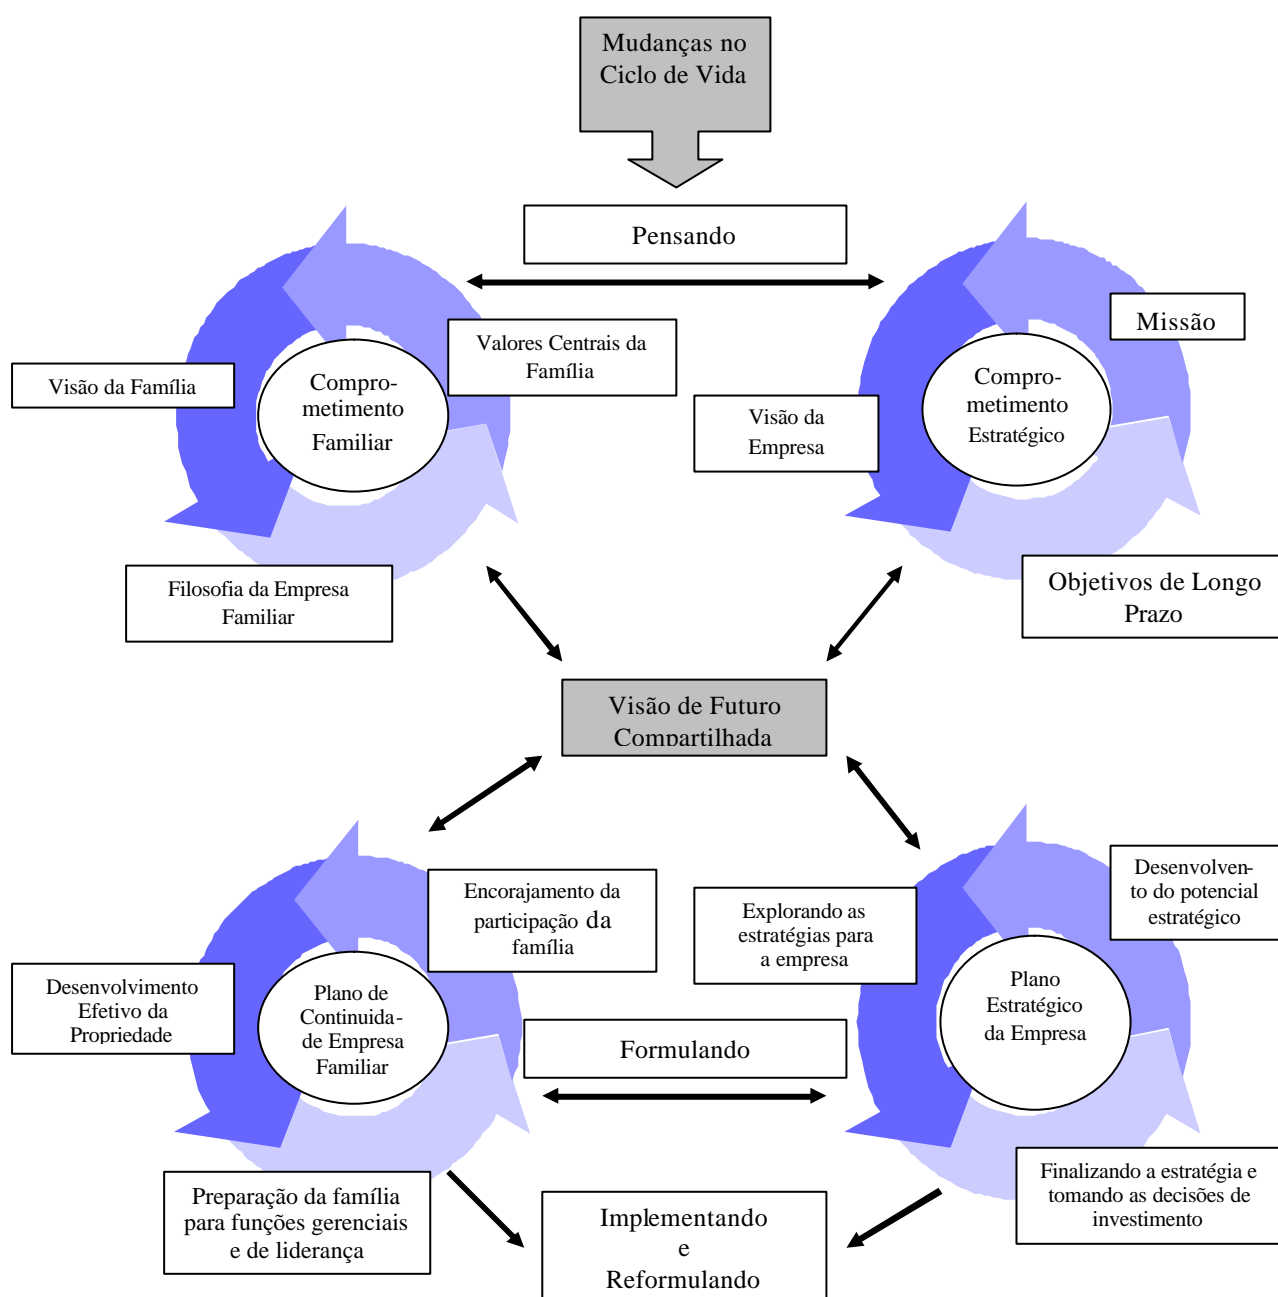 Mudanças no
Ciclo de Vida
Pensando
Missão
Valores Centrais da
Família
Visão da Família
Compro-
metimento
Familiar
Compro-
metimento
Estratégico
Visão da
Empresa
Filosofia da Empresa
Familiar
Objetivos de Longo
Prazo
Visão de Futuro
Compartilhada
Encorajamento da
participação da
família
Explorando as
estratégias para
a empresa
Desenvolven-
to do potencial
estratégico
Desenvolvimento
Efetivo da
Propriedade
Plano de
Continuida-
de Empresa
Familiar
Plano
Estratégico
da Empresa
Formulando
Preparação da família
para funções gerenciais
e de liderança
Implementando
e
Reformulando
Finalizando a estratégia e
tomando as decisões de
investimento